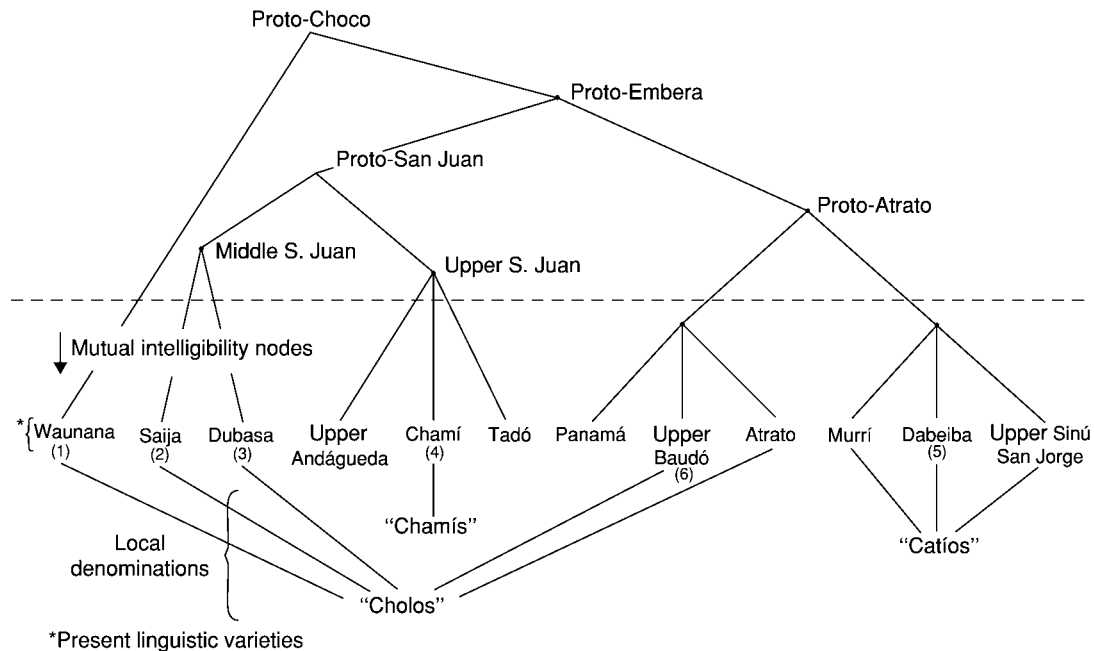 Proto-Choco
Proto-Embera
Proto-San Juan
Proto-Atrato
Middle S. Juan
Upper S. Juan
Mutual intelligibility nodes
*{Waunana
(1)
Saija
(2)
Dubasa
(3)
Upper
Andágueda
Chamí
(4)
Tadó
Panamá
Upper
Baudó
(6)
Atrato
Murrí
Dabeiba
(5)
Upper Sinú
San Jorge
“Chamís”
“Catíos”
Local
denominations
“Cholos”
*Present linguistic varieties